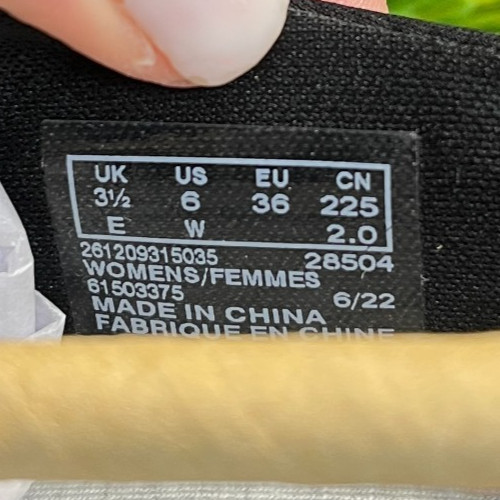 UK US EU CN
3½ 6 36 225
E W 2.0
261209315035 28504
WOMENS/FEMMES
61503375 6/22
MADE IN CHINA
FABRIQUE EN CHINE